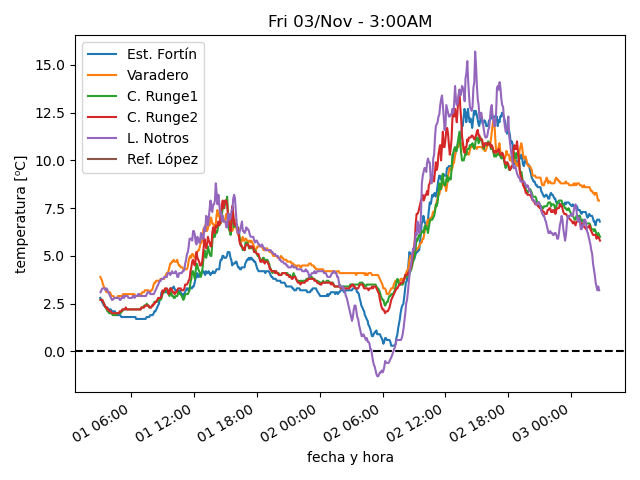 Fri 03/Nov - 3:00AM
temperatura [ºC]
15.0
12.5
10.0
7.5
5.0
2.5
0.0
Est. Fortín
Varadero
C. Runge1
C. Runge2
L. Notros
Ref. López
01 06:00
01 12:00
01 18:00
02 00:00
02 06:00
02 12:00
02 18:00
03 00:00
fecha y hora